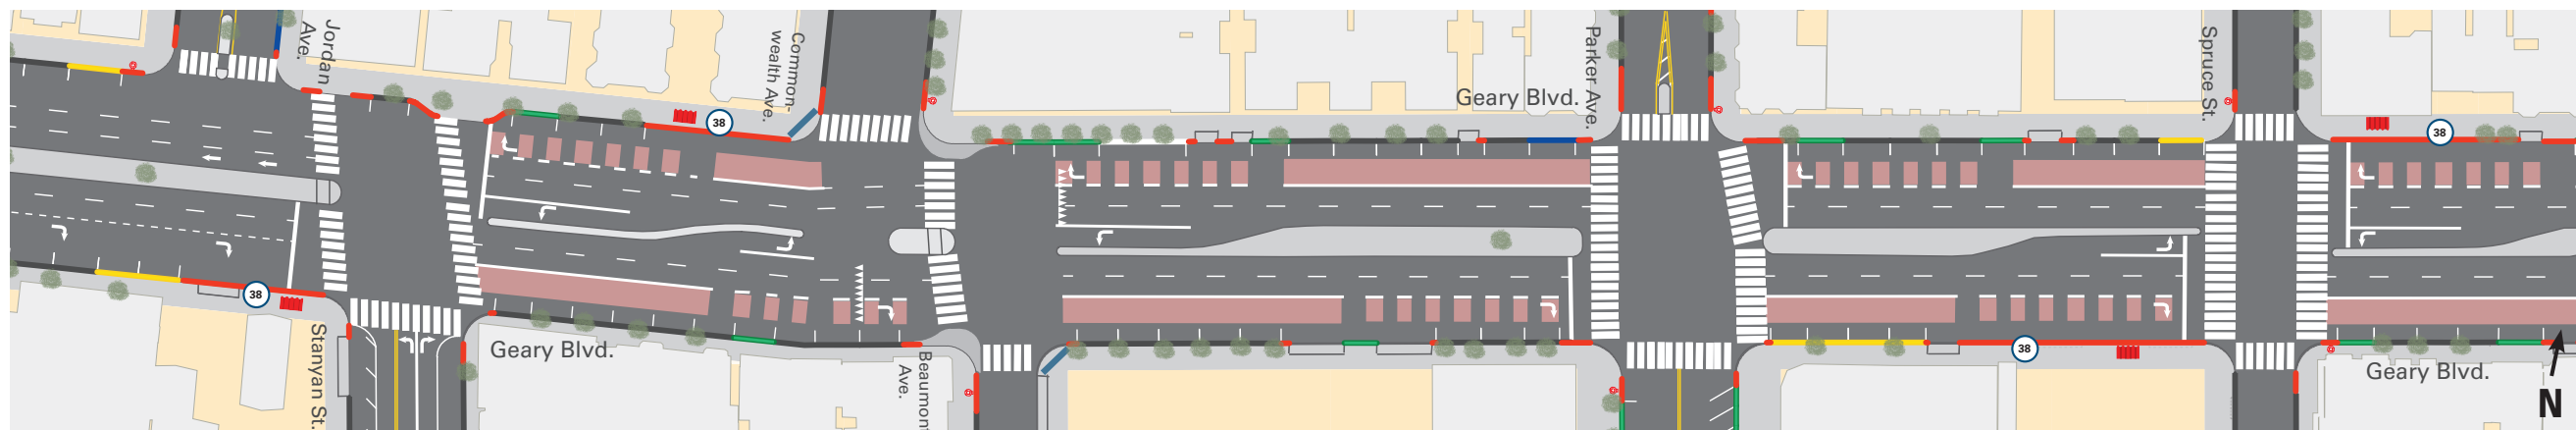 Jordan
Ave.
Common-
wealth Ave.
38
Geary Blvd.
Parker Ave.
Spruce St.
38
38
Stanyan St.
Geary Blvd.
Beaumont
Ave.
38
Geary Blvd.
N